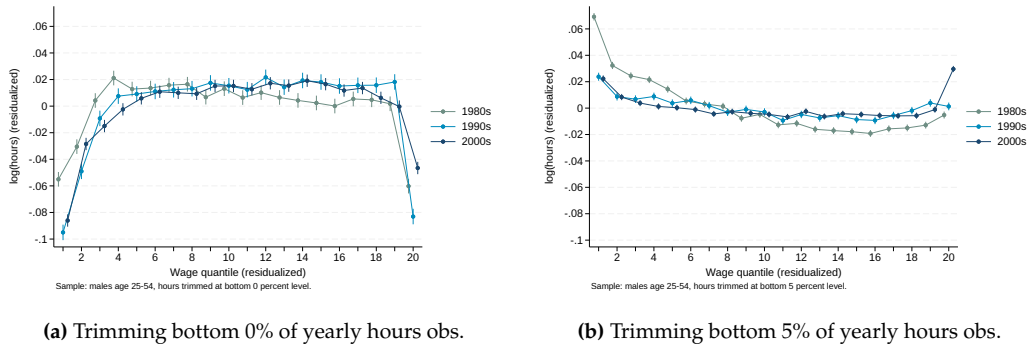 .06
.04
.02
0
-.02
-.04
-.06
-.08
-.1
log(hours) (residualized)
2 4 6 8 10 12 14 16 18 20
Wage quantile (residualized)
Sample: males age 25-54, hours trimmed at bottom 0 percent level.
1980s
1990s
2000s
(a) Trimming bottom 0% of yearly hours obs.
.06
.04
.02
0
-.02
-.04
-.06
-.08
-.1
log(hours) (residualized)
2 4 6 8 10 12 14 16 18 20
Wage quantile (residualized)
Sample: males age 25-54, hours trimmed at bottom 5 percent level.
1980s
1990s
2000s
(b) Trimming bottom 5% of yearly hours obs.